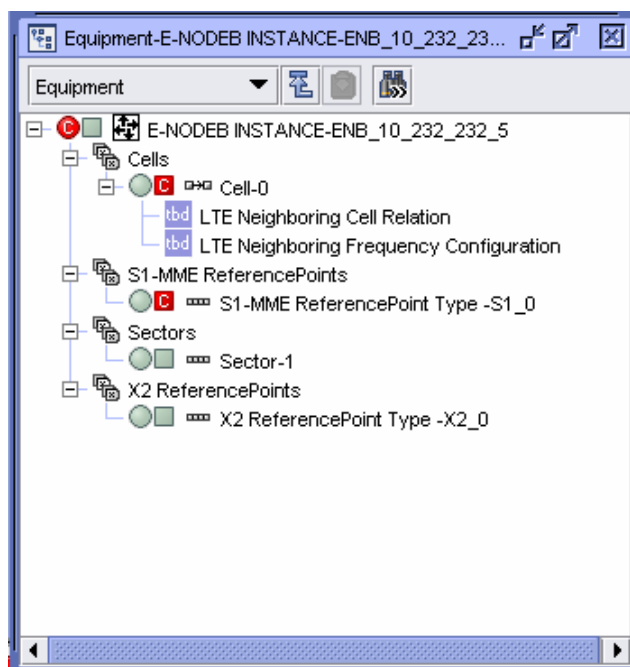 Equipment-E-NODEB INSTANCE-ENB_10_232_23...
Equipment
C E-NODEB INSTANCE-ENB_10_232_232_5
Cells
C Cell-0
tbd LTE Neighboring Cell Relation
tbd LTE Neighboring Frequency Configuration
S1-MME ReferencePoints
C S1-MME ReferencePoint Type -S1_0
Sectors
Sector-1
X2 ReferencePoints
X2 ReferencePoint Type -X2_0